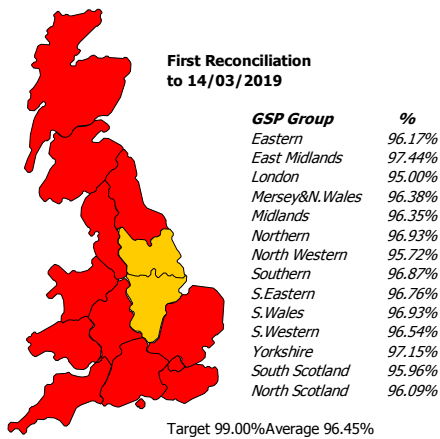 First Reconciliation
to 14/03/2019
GSP Group %
Eastern 96.17%
East Midlands 97.44%
London 95.00%
Mersey&N.Wales 96.38%
Midlands 96.35%
Northern 96.93%
North Western 95.72%
Southern 96.87%
S.Eastern 96.76%
S.Wales 96.93%
S.Western 96.54%
Yorkshire 97.15%
South Scotland 95.96%
North Scotland 96.09%
Target 99.00%Average 96.45%